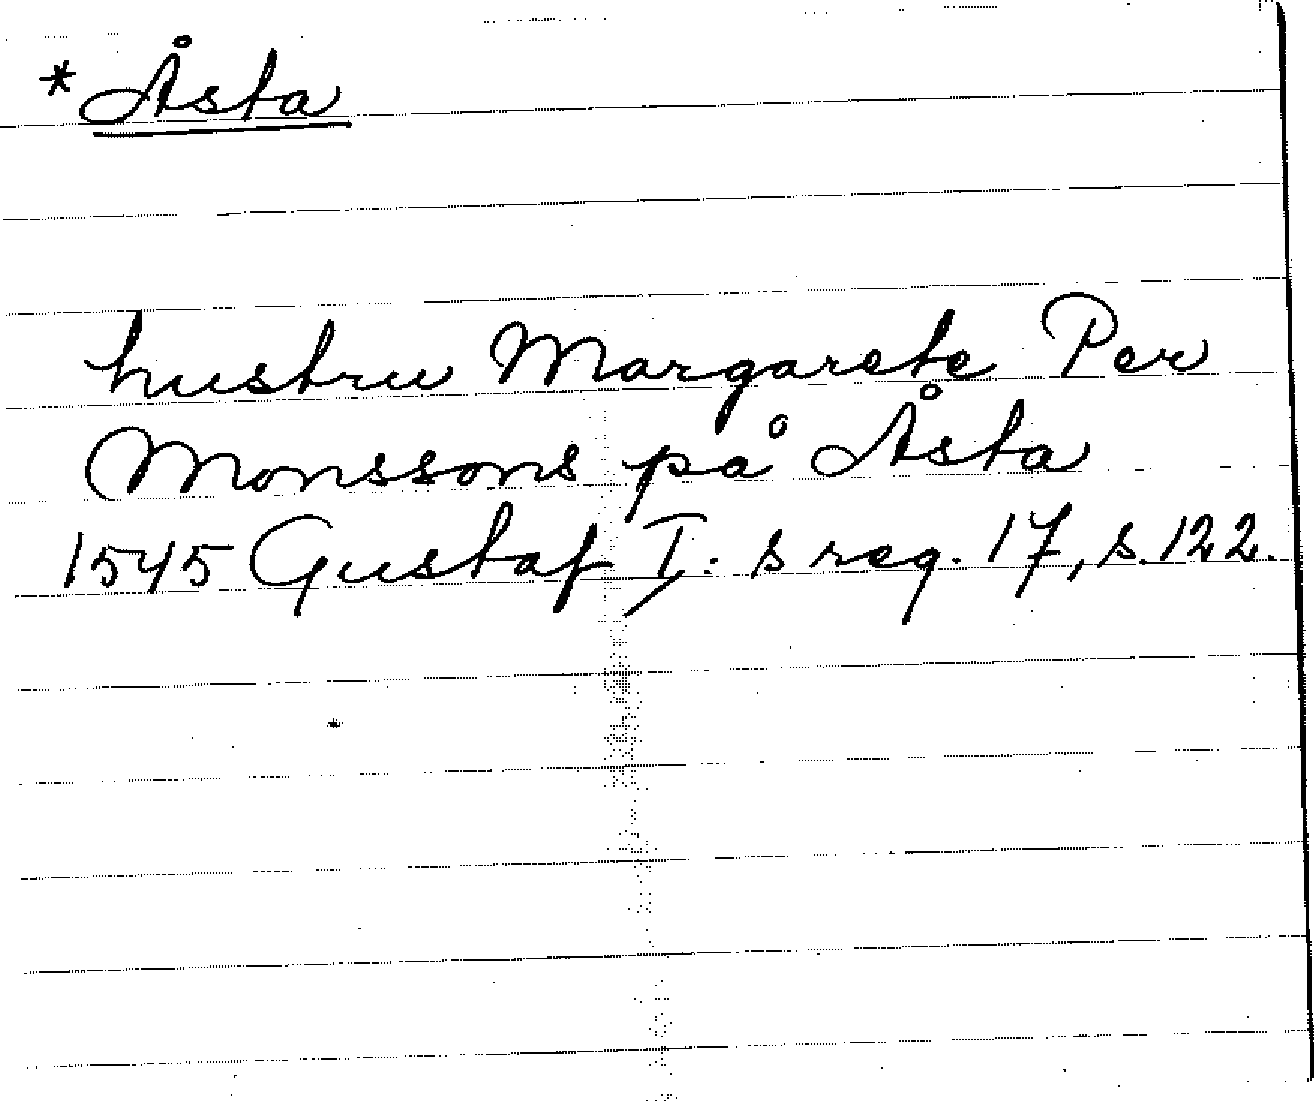 *Åsta
hustru Margarete Per
Monssons på Åsta
1545 Gustaf I: s reg. 17, s. 122.